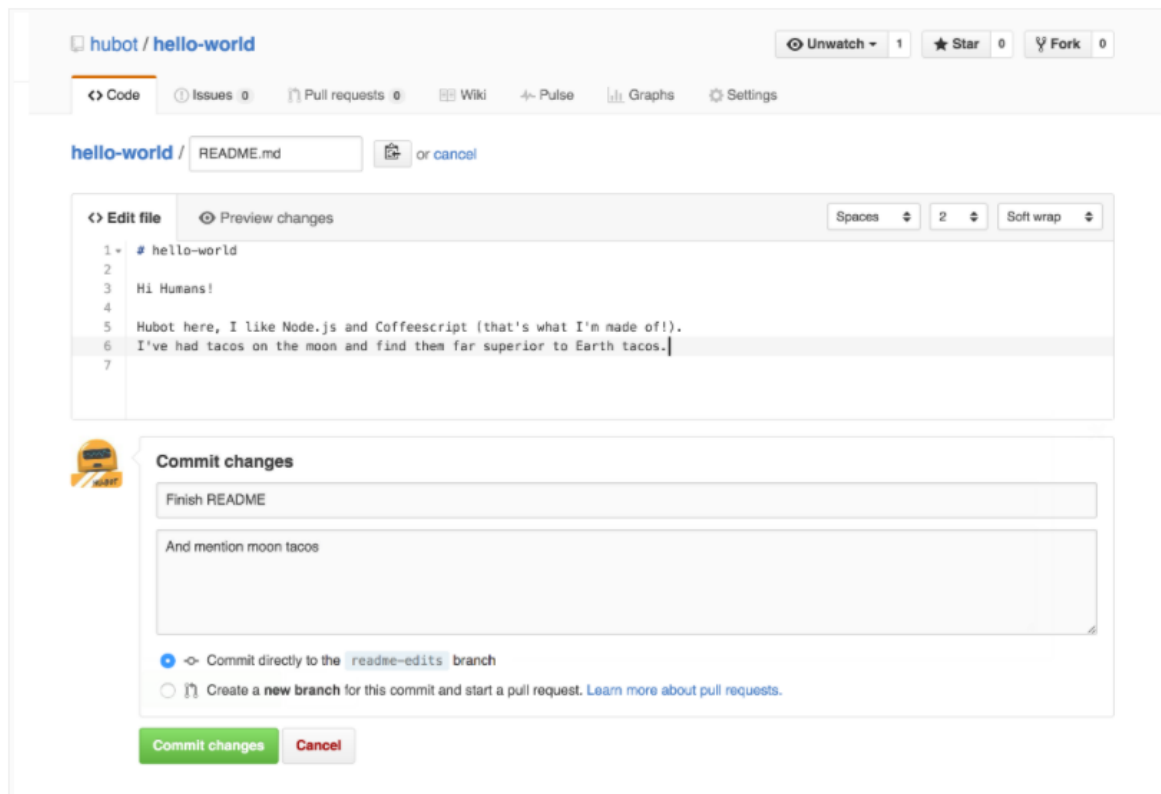 hubot / hello-world
Unwatch 1 Star 0 Fork 0
Code Issues 0 Pull requests 0 Wiki Pulse Graphs Settings
hello-world / README.md or cancel
Edit file Preview changes Spaces 2 Soft wrap
1 # hello-world
2
3 Hi Humans!
4
5 Hubot here, I like Node.js and Coffeescript (that's what I'm made of!).
6 I've had tacos on the moon and find them far superior to Earth tacos.
7
HUBOT
Commit changes
Finish README
And mention moon tacos
Commit directly to the readme-edits branch
Create a new branch for this commit and start a pull request. Learn more about pull requests.
Commit changes Cancel